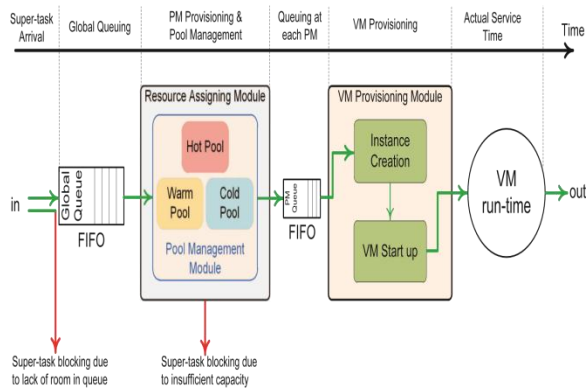 Super-task
Arrival
Global Queuing
PM Provisioning &
Pool Management
Queuing at
each PM
VM Provisioning
Actual Service
Time
Time
Resource Assigning Module
VM Provisioning Module
Hot Pool
Warm
Pool
Cold
Pool
Pool Management
Module
in
Global
Queue
FIFO
PM
Queue
FIFO
Instance
Creation
VM Start up
VM
run-time
out
Super-task blocking due
to lack of room in queue
Super-task blocking due
to insufficient capacity